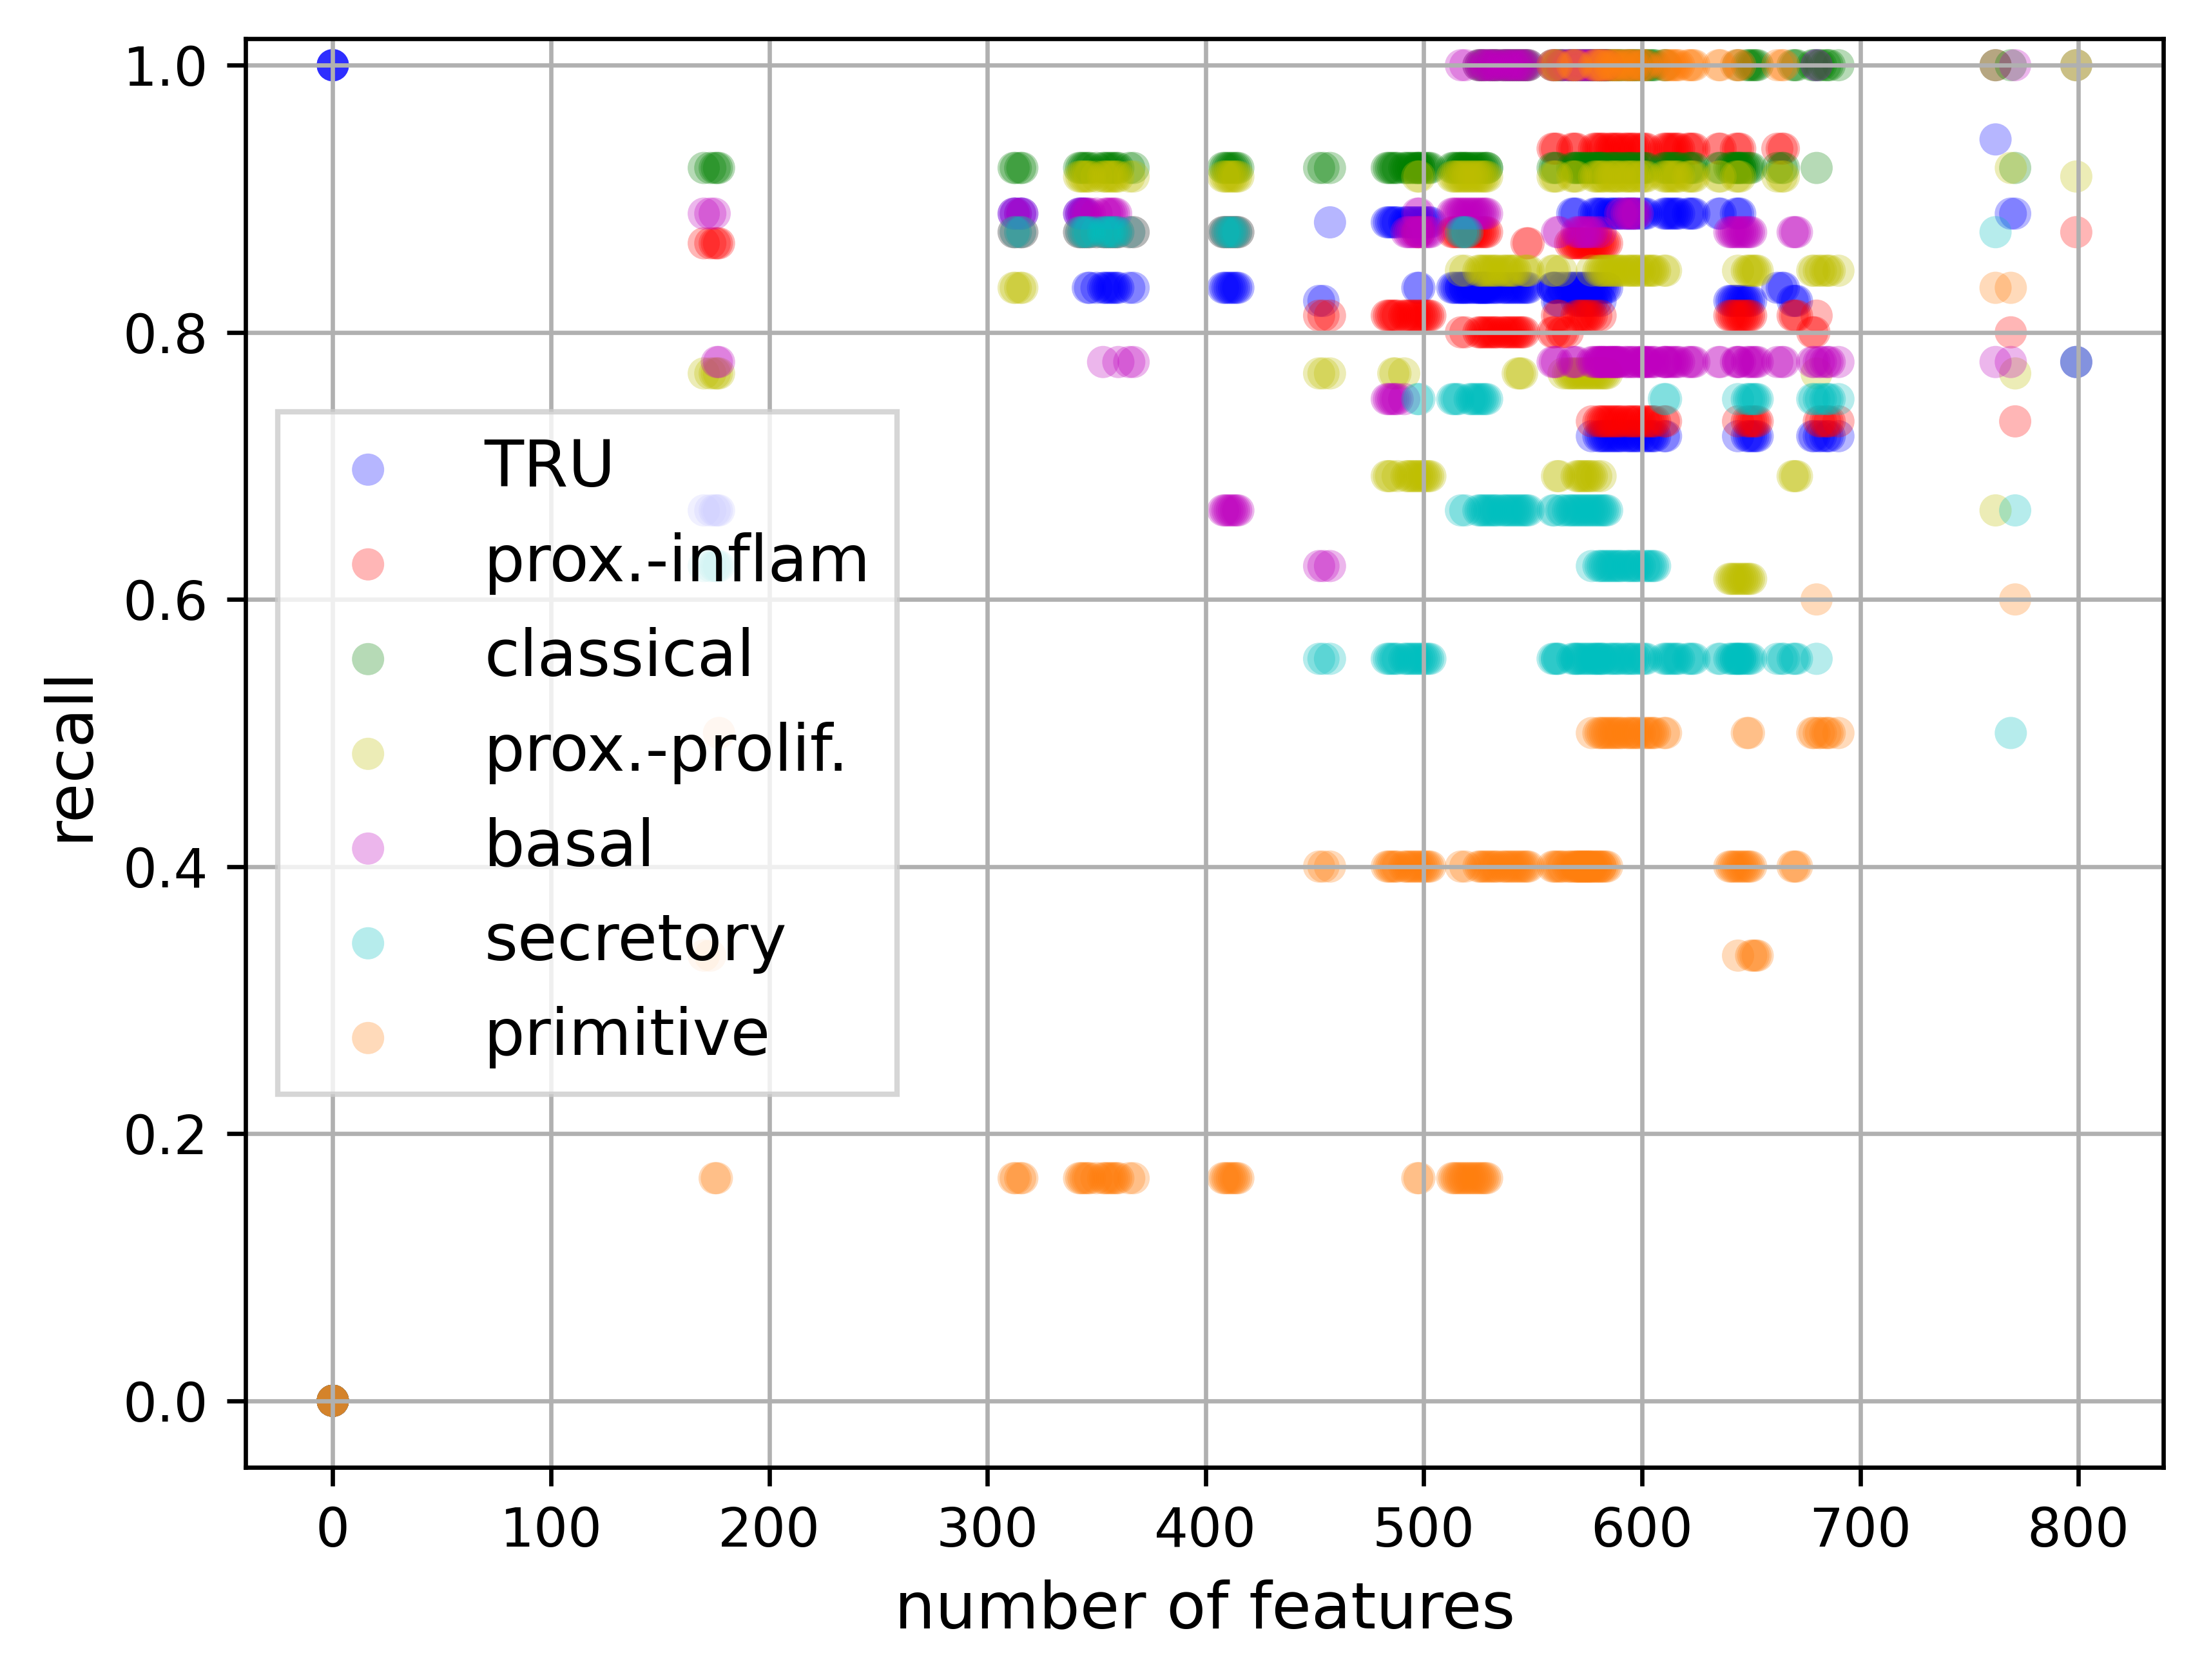 1.0
0.8
0.6
0.4
0.2
0.0
recall
TRU
prox.-inflam
classical
prox.-prolif.
basal
secretory
primitive
0 100 200 300 400 500 600 700 800
number of features